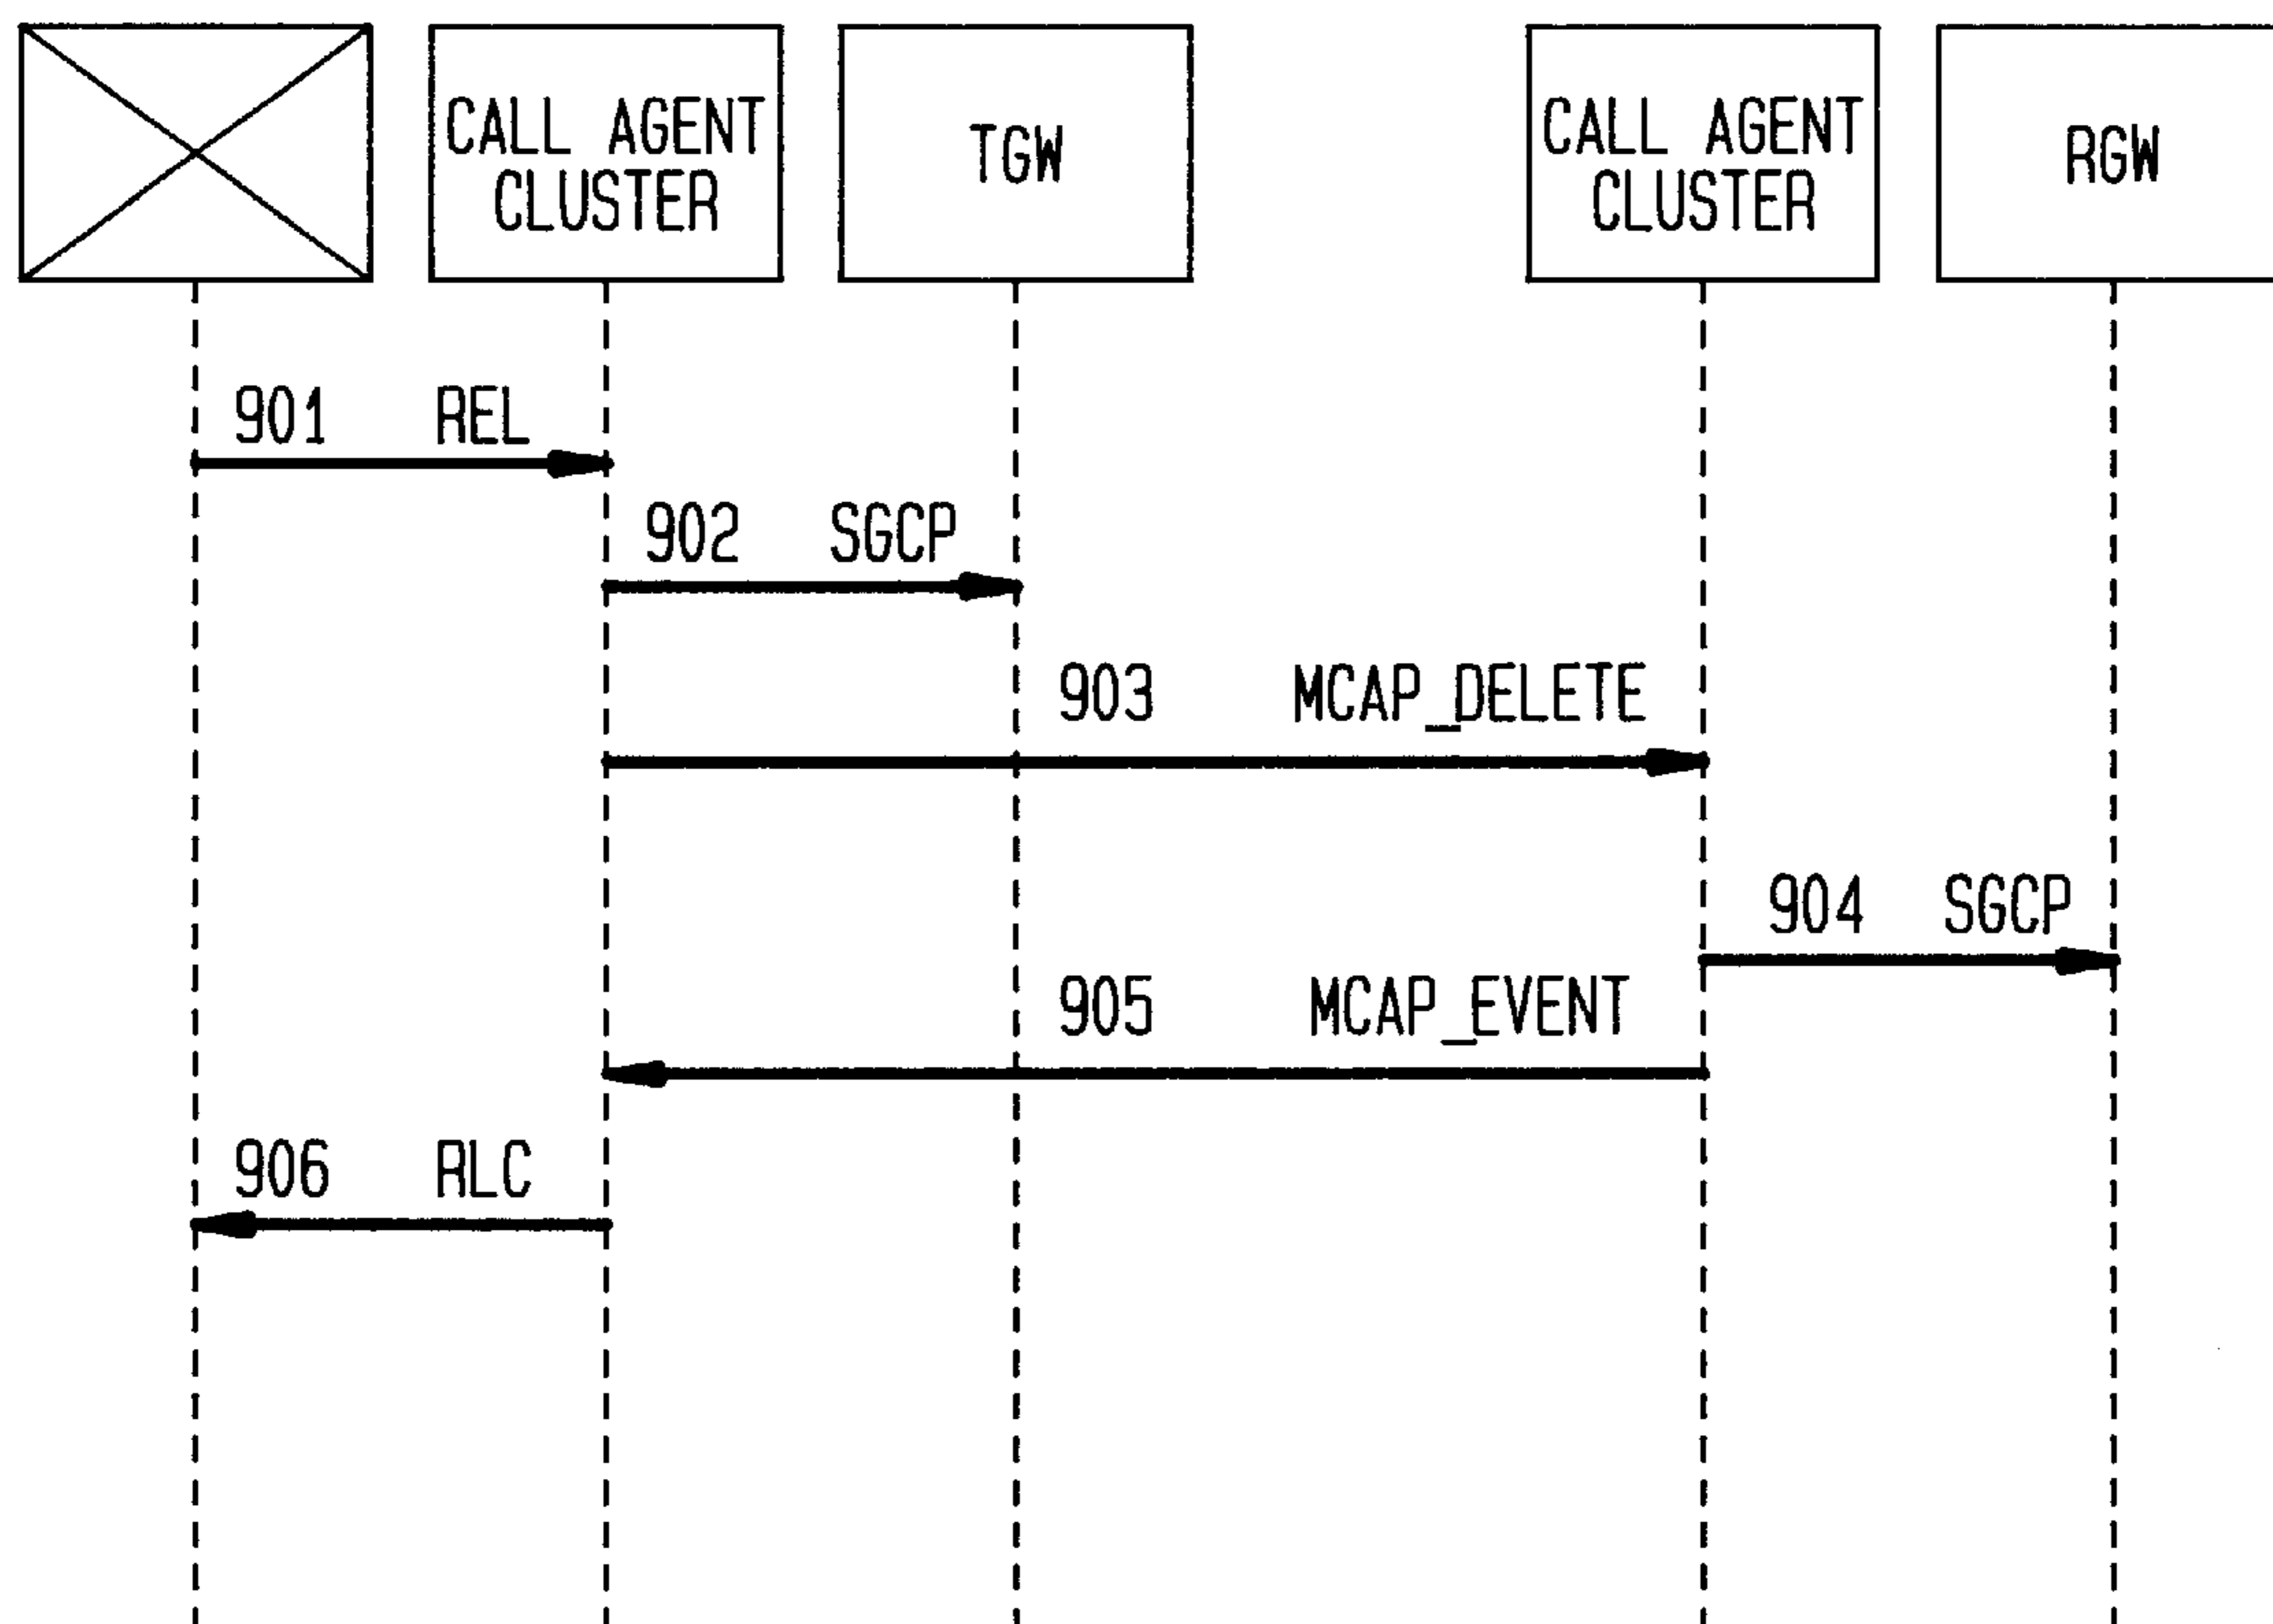 CALL AGENT
CLUSTER
TGW
CALL AGENT
CLUSTER
RGW
901 REL
902 SGCP
903 MCAP_DELETE
904 SGCP
905 MCAP_EVENT
906 RLC